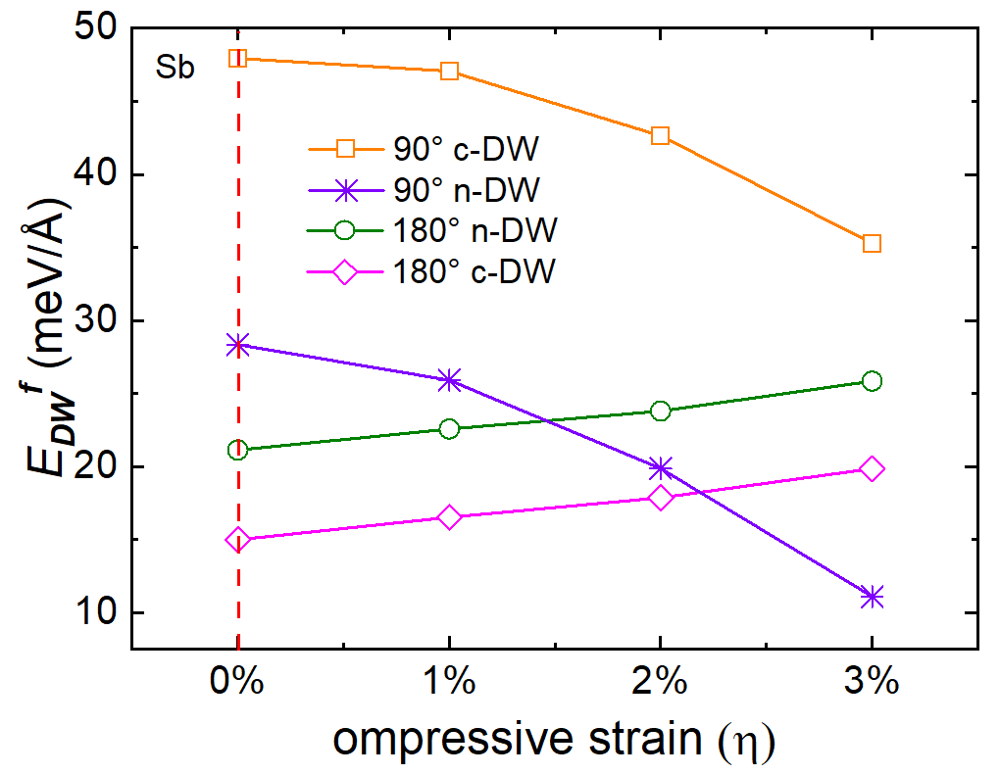 50
40
30
20
10
Sb
90° c-DW
90° n-DW
180° n-DW
180° c-DW
E_DW^f (meV/Å)
0% 1% 2% 3%
ompressive strain (η)